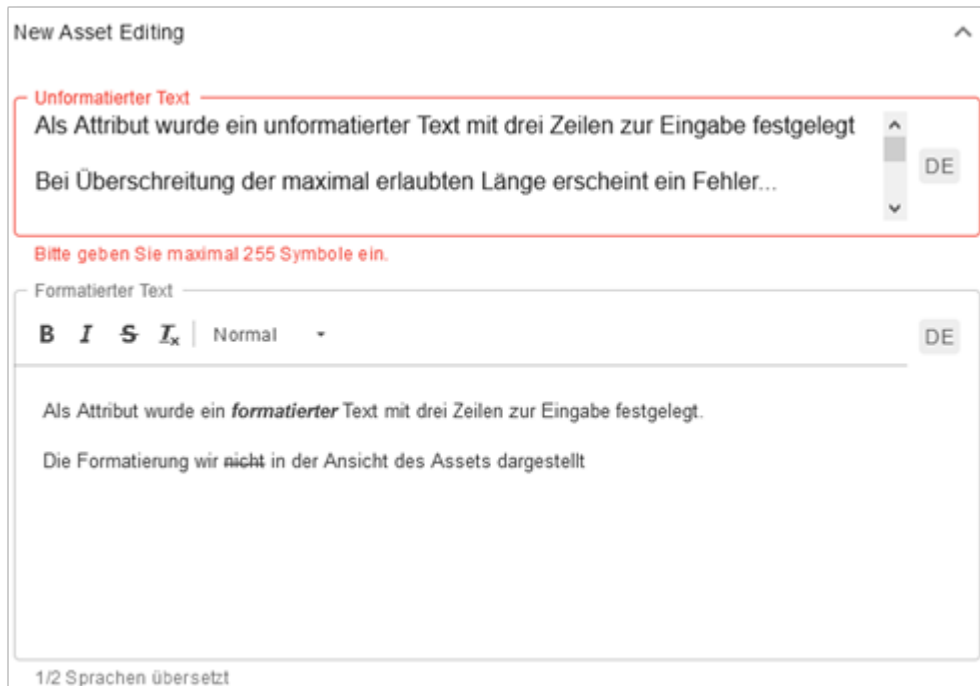 New Asset Editing
Unformatierter Text
Als Attribut wurde ein unformatierter Text mit drei Zeilen zur Eingabe festgelegt
Bei Überschreitung der maximal erlaubten Länge erscheint ein Fehler...
DE
Bitte geben Sie maximal 255 Symbole ein.
Formatierter Text
B I S Tx Normal
DE
Als Attribut wurde ein formatierter Text mit drei Zeilen zur Eingabe festgelegt.
Die Formatierung wir nicht in der Ansicht des Assets dargestellt
1/2 Sprachen übersetzt